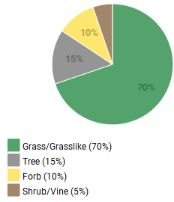 10%
15%
70%
Grass/Grasslike (70%)
Tree (15%)
Forb (10%)
Shrub/Vine (5%)